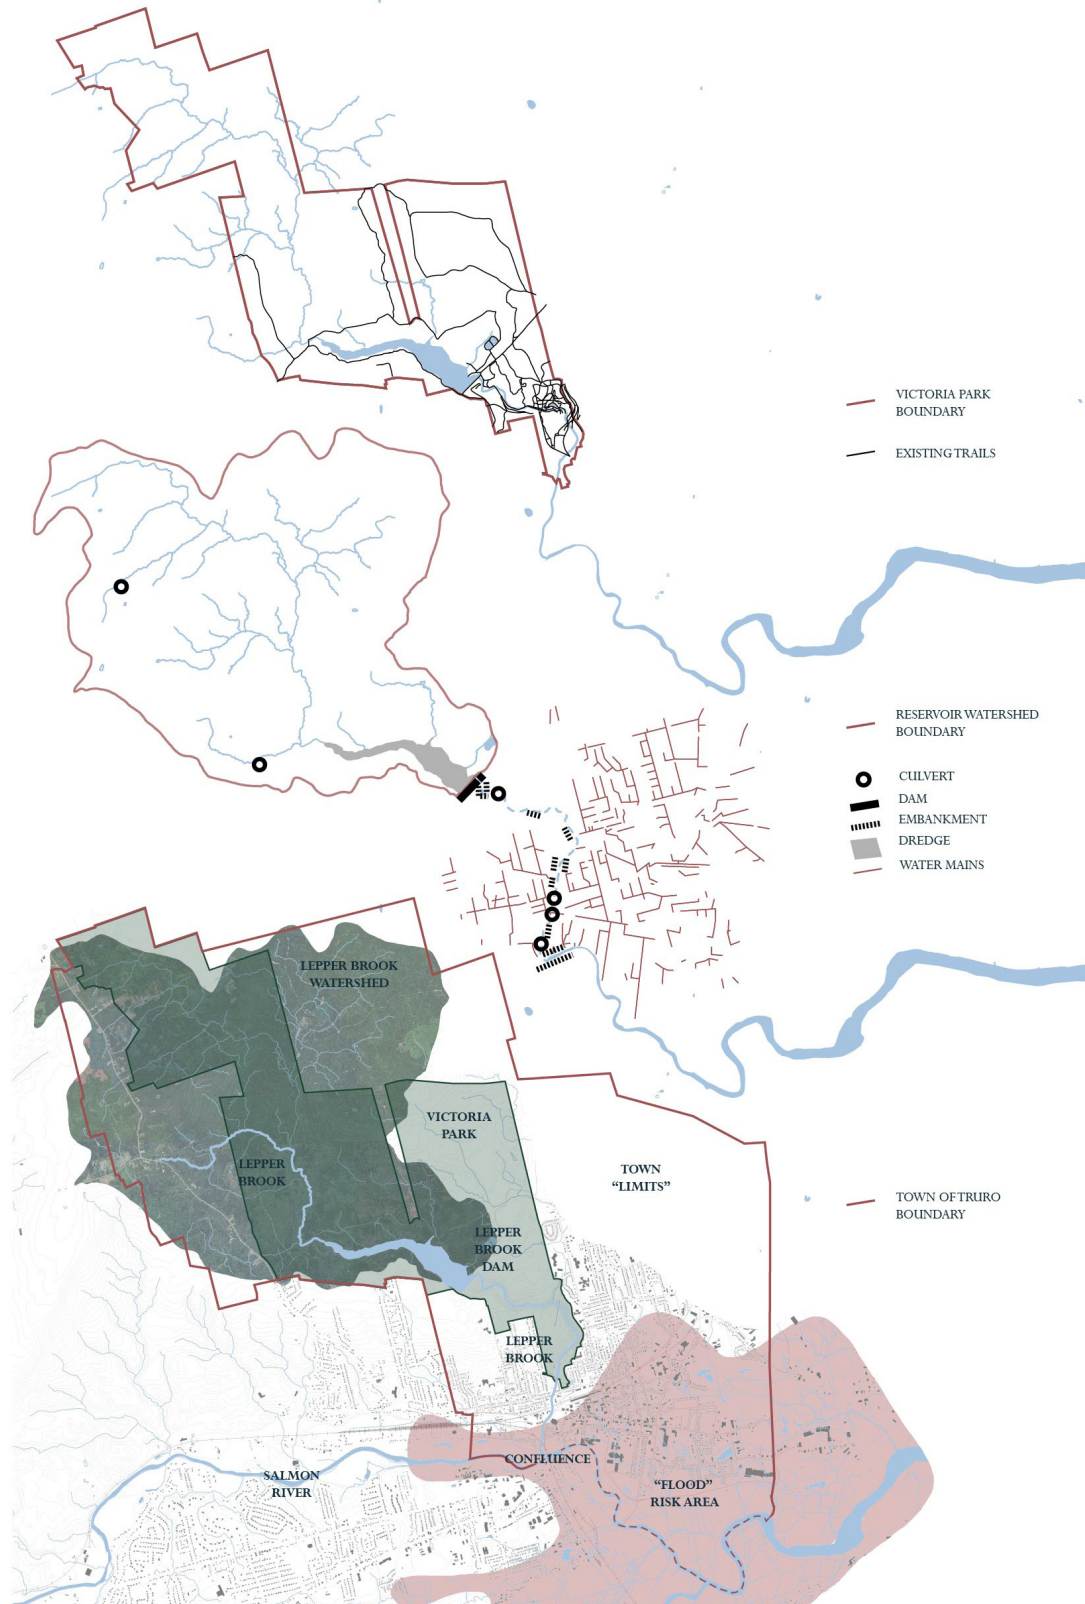 VICTORIA PARK
BOUNDARY
EXISTING TRAILS
RESERVOIR WATERSHED
BOUNDARY
CULVERT
DAM
EMBANKMENT
DREDGE
WATER MAINS
LEPPER BROOK
WATERSHED
VICTORIA
PARK
LEPPER
BROOK
TOWN
“LIMITS”
TOWN OF TRURO
BOUNDARY
LEPPER
BROOK
DAM
LEPPER
BROOK
CONFLUENCE
SALMON
RIVER
“FLOOD”
RISK AREA